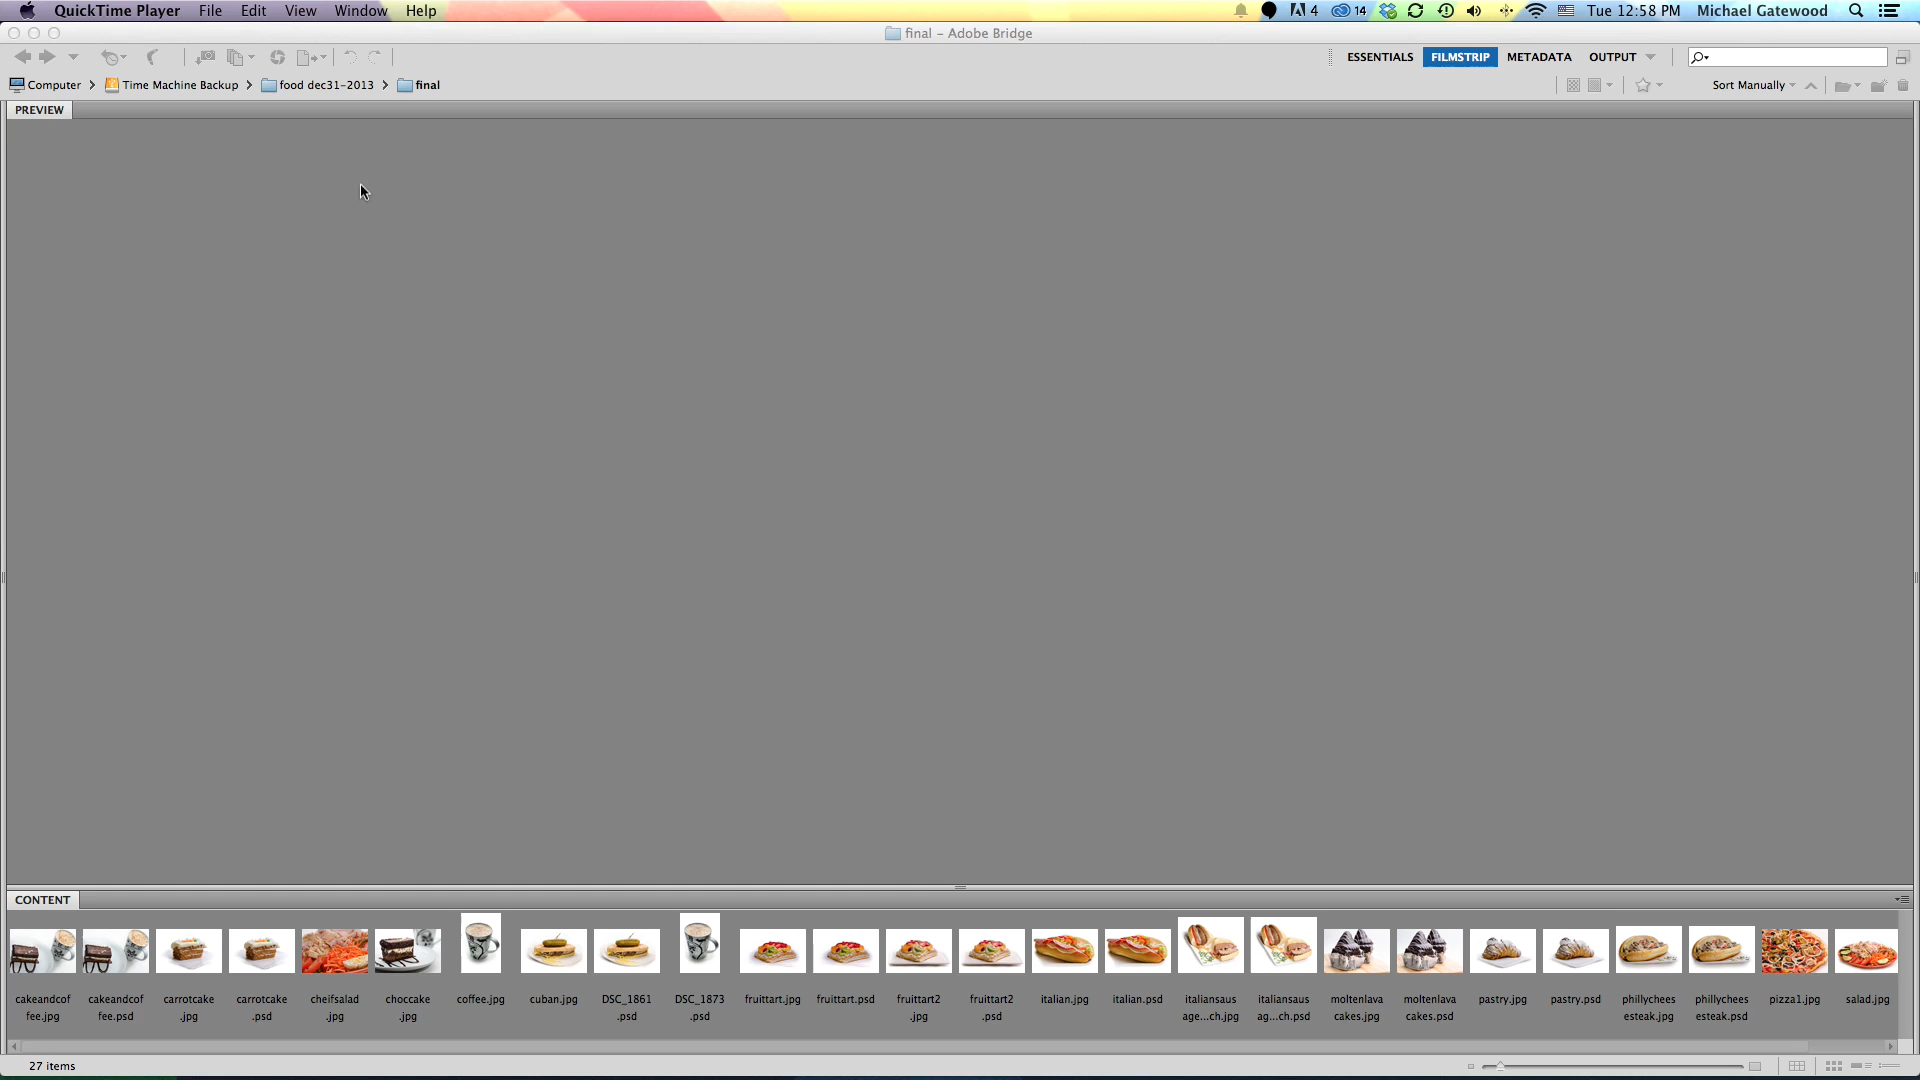 QuickTime Player File Edit View Window Help 4 14 Tue 12:58 PM Michael Gatewood
final – Adobe Bridge
ESSENTIALS FILMSTRIP METADATA OUTPUT
Computer Time Machine Backup food dec31-2013 final Sort Manually
PREVIEW
CONTENT
cakeandcof cakeandcof carrotcake carrotcake cheifsalad choccake coffee.jpg cuban.jpg DSC_1861 DSC_1873 fruittart.jpg fruittart.psd fruittart2 fruittart2 italian.jpg italian.psd italiansaus italiansaus moltenlava moltenlava pastry.jpg pastry.psd phillychees phillychees pizza1.jpg salad.jpg
fee.jpg fee.psd .jpg .psd .jpg .jpg .psd .psd .jpg .psd age...ch.jpg ag...ch.psd cakes.jpg cakes.psd esteak.jpg esteak.psd
27 items